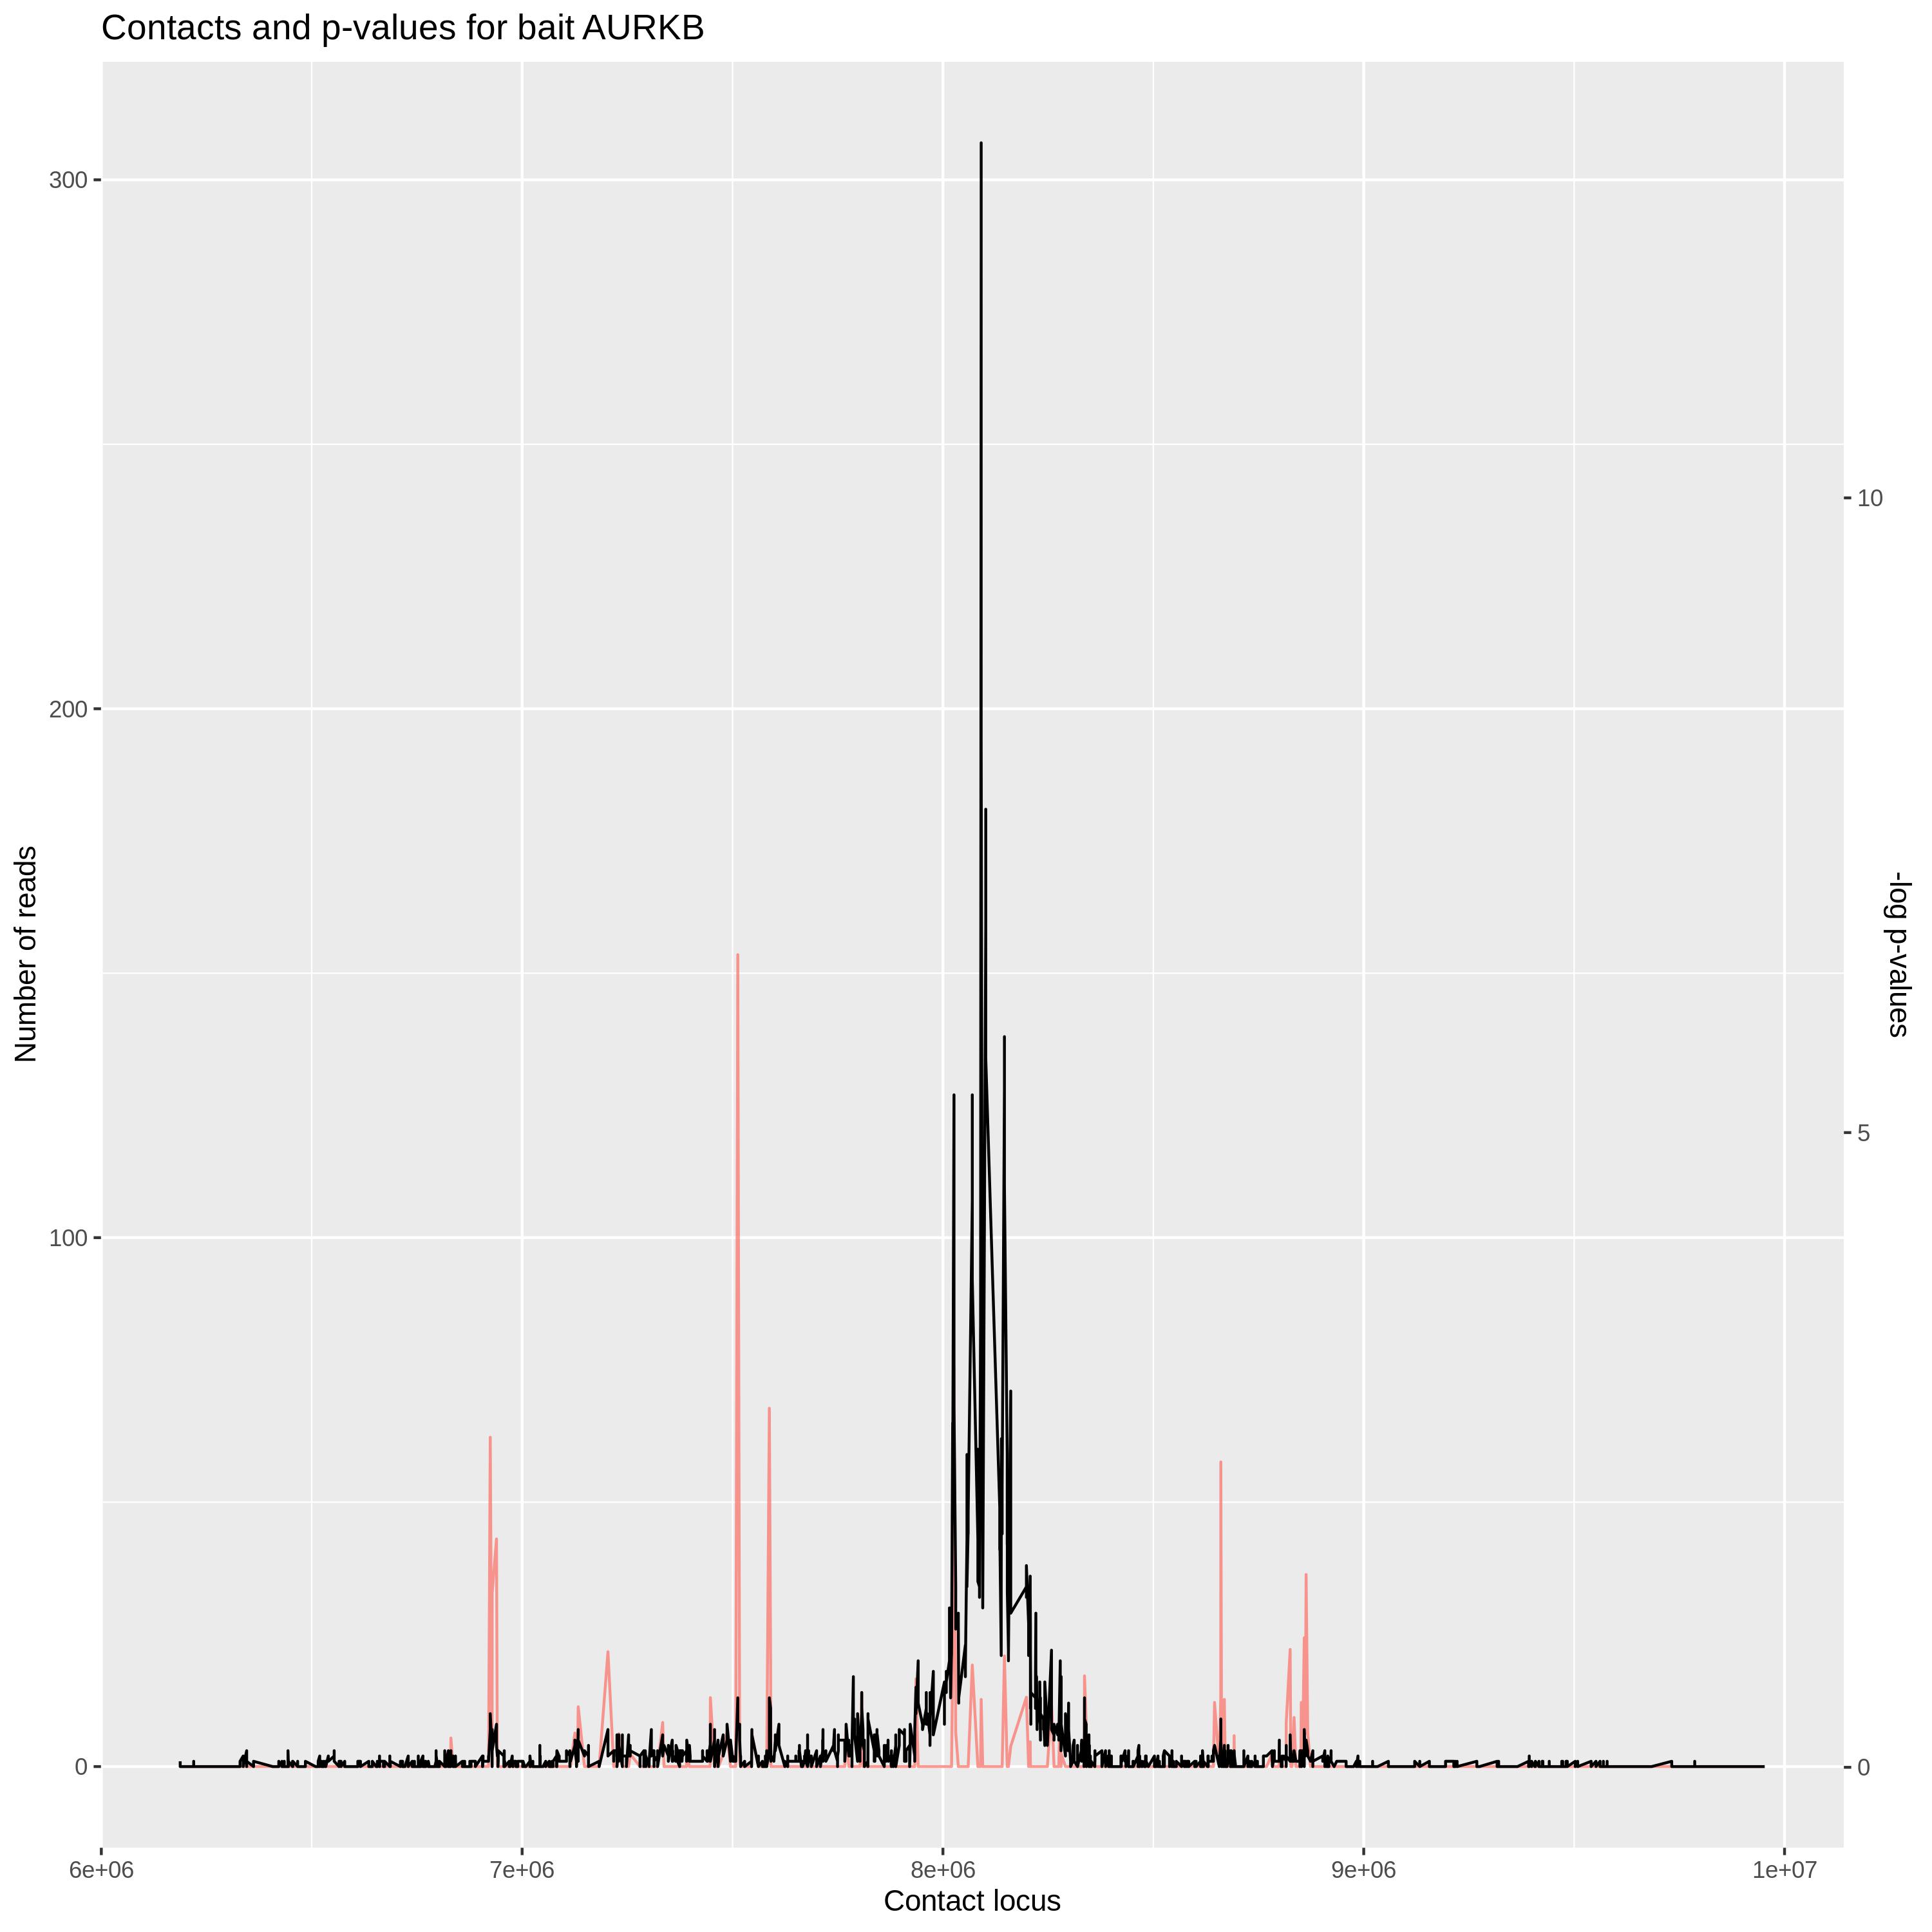 Contacts and p-values for bait AURKB
300
200
100
0
Number of reads
10
5
0
-log p-values
6e+06
7e+06
8e+06
9e+06
1e+07
Contact locus